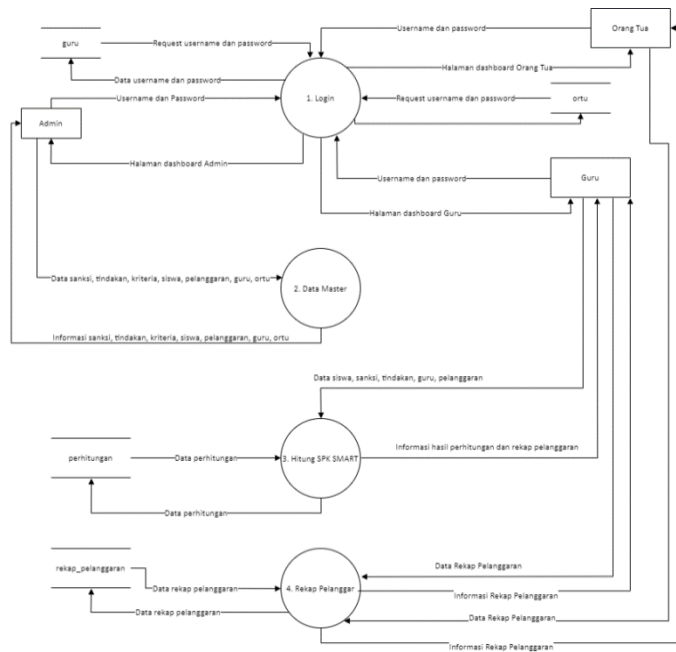 Username dan password
Orang Tua
guru
Request username dan password
Halaman dashboard Orang Tua
Data username dan password
1. Login
Username dan Password
Request username dan password
ortu
Admin
Halaman dashboard Admin
Username dan password
Guru
Halaman dashboard Guru
Data sanksi, tindakan, kriteria, siswa, pelanggaran, guru, ortu
2. Data Master
Informasi sanksi, tindakan, kriteria, siswa, pelanggaran, guru, ortu
Data siswa, sanksi, tindakan, guru, pelanggaran
Informasi hasil perhitungan dan rekap pelanggaran
perhitungan
Data perhitungan
3. Hitung SPK SMART
Data perhitungan
Data Rekap Pelanggaran
rekap_pelanggaran
Data rekap pelanggaran
4. Rekap Pelanggar
Informasi Rekap Pelanggaran
Data rekap pelanggaran
Data Rekap Pelanggaran
Informasi Rekap Pelanggaran